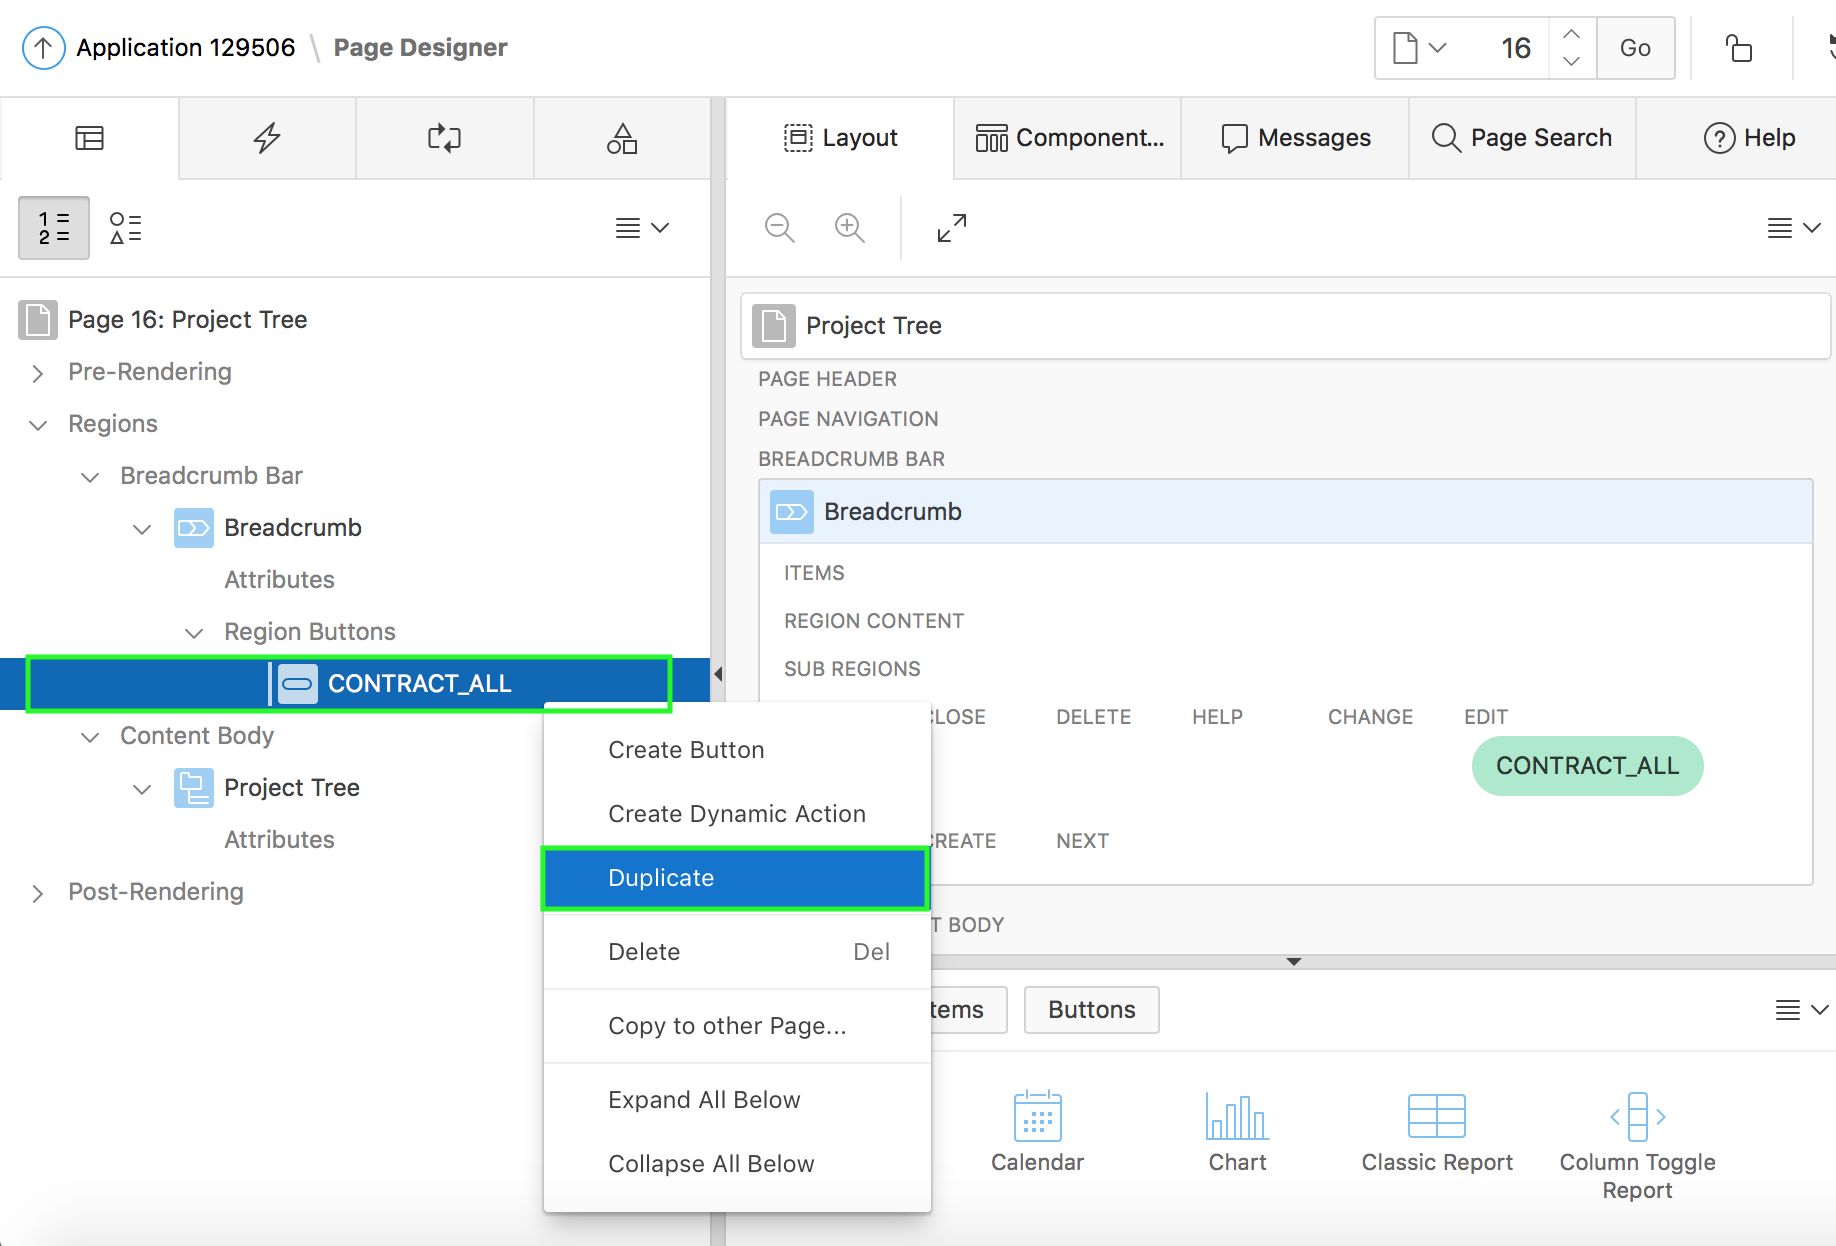 Application 129506 \ Page Designer
16
Go
Layout
Component...
Messages
Page Search
Help
1
2
Page 16: Project Tree
Pre-Rendering
Regions
Breadcrumb Bar
Breadcrumb
Attributes
Region Buttons
CONTRACT_ALL
Content Body
Project Tree
Attributes
Post-Rendering
Create Button
Create Dynamic Action
Duplicate
Delete Del
Copy to other Page...
Expand All Below
Collapse All Below
Project Tree
PAGE HEADER
PAGE NAVIGATION
BREADCRUMB BAR
Breadcrumb
ITEMS
REGION CONTENT
SUB REGIONS
CLOSE DELETE HELP CHANGE EDIT
CONTRACT_ALL
CREATE NEXT
T BODY
tems
Buttons
Calendar
Chart
Classic Report
Column Toggle
Report